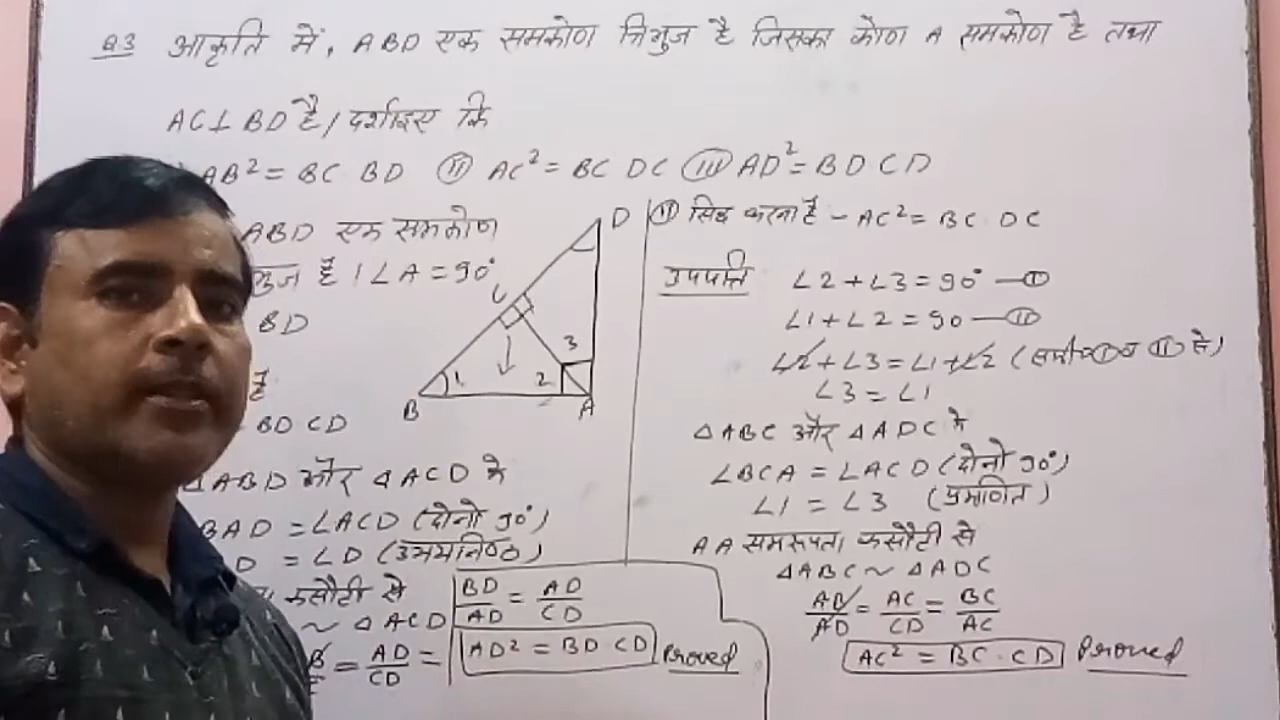 Q3 आकृति में, ABD एक समकोण त्रिभुज है जिसका कोण A समकोण है तथा
AC⊥BD है / दर्शाइए कि
AB² = BC BD (ii) AC² = BC DC (iii) AD² = BD CD
ABD एक समकोण
है । ∠A = 90°
BD
है
BD CD
ΔABD और ΔACD में
BAD = ∠ACD (दोनो 90°)
D = ∠D (उभयनिष्ठ)
कसौटी से
~ ΔACD
= AD/CD =
BD/AD = AD/CD
AD² = BD·CD Proved
D
C
B
A
1
2
3
(ii) सिद्ध करना है – AC² = BC·DC
उपपत्ति ∠2+∠3 = 90° —(i)
∠1+∠2 = 90 —(ii)
∠2+∠3 = ∠1+∠2 (समी० (i) व (ii) से)
∠3 = ∠1
ΔABC और ΔADC में
∠BCA = ∠ACD (दोनो 90°)
∠1 = ∠3 (प्रमाणित)
AA समरूपता कसौटी से
ΔABC ~ ΔADC
AB/AD = AC/CD = BC/AC
AC² = BC·CD Proved